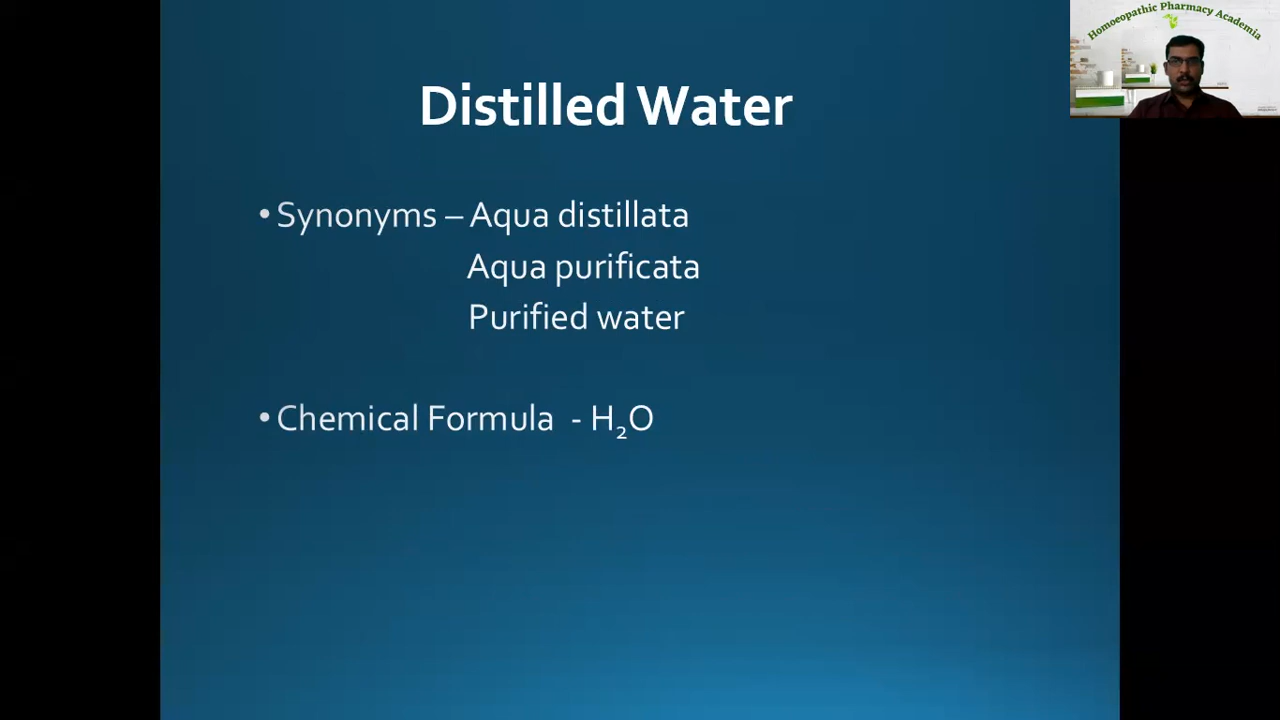 Homoeopathic Pharmacy Academia
Distilled Water
• Synonyms – Aqua distillata
Aqua purificata
Purified water
• Chemical Formula - H₂O